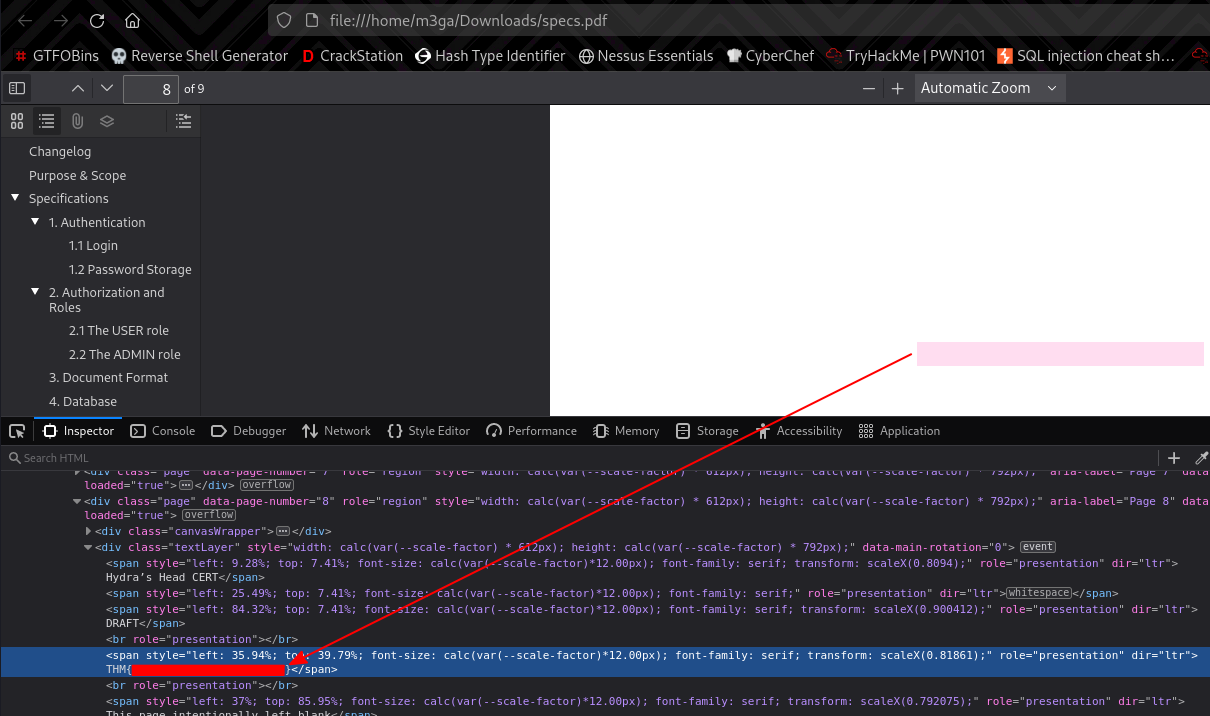 file:///home/m3ga/Downloads/specs.pdf
GTFOBins Reverse Shell Generator CrackStation Hash Type Identifier Nessus Essentials CyberChef TryHackMe | PWN101 SQL injection cheat sh…
8 of 9 Automatic Zoom
Changelog
Purpose & Scope
Specifications
1. Authentication
1.1 Login
1.2 Password Storage
2. Authorization and
Roles
2.1 The USER role
2.2 The ADMIN role
3. Document Format
4. Database
Inspector Console Debugger Network Style Editor Performance Memory Storage Accessibility Application
Search HTML
<div class="page" data-page-number="7" role="region" style="width: calc(var(--scale-factor) * 612px); height: calc(var(--scale-factor) * 792px);" aria-label="Page 7" data-
loaded="true"> ⋯ </div> overflow
<div class="page" data-page-number="8" role="region" style="width: calc(var(--scale-factor) * 612px); height: calc(var(--scale-factor) * 792px);" aria-label="Page 8" data-
loaded="true"> overflow
<div class="canvasWrapper"> ⋯ </div>
<div class="textLayer" style="width: calc(var(--scale-factor) * 612px); height: calc(var(--scale-factor) * 792px);" data-main-rotation="0"> event
<span style="left: 9.28%; top: 7.41%; font-size: calc(var(--scale-factor)*12.00px); font-family: serif; transform: scaleX(0.8094);" role="presentation" dir="ltr">
Hydra’s Head CERT</span>
<span style="left: 25.49%; top: 7.41%; font-size: calc(var(--scale-factor)*12.00px); font-family: serif;" role="presentation" dir="ltr"> whitespace </span>
<span style="left: 84.32%; top: 7.41%; font-size: calc(var(--scale-factor)*12.00px); font-family: serif; transform: scaleX(0.900412);" role="presentation" dir="ltr">
DRAFT</span>
<br role="presentation"></br>
<span style="left: 35.94%; top: 39.79%; font-size: calc(var(--scale-factor)*12.00px); font-family: serif; transform: scaleX(0.81861);" role="presentation" dir="ltr">
THM{ }</span>
<br role="presentation"></br>
<span style="left: 37%; top: 85.95%; font-size: calc(var(--scale-factor)*12.00px); font-family: serif; transform: scaleX(0.792075);" role="presentation" dir="ltr">
This page intentionally left blank</span>